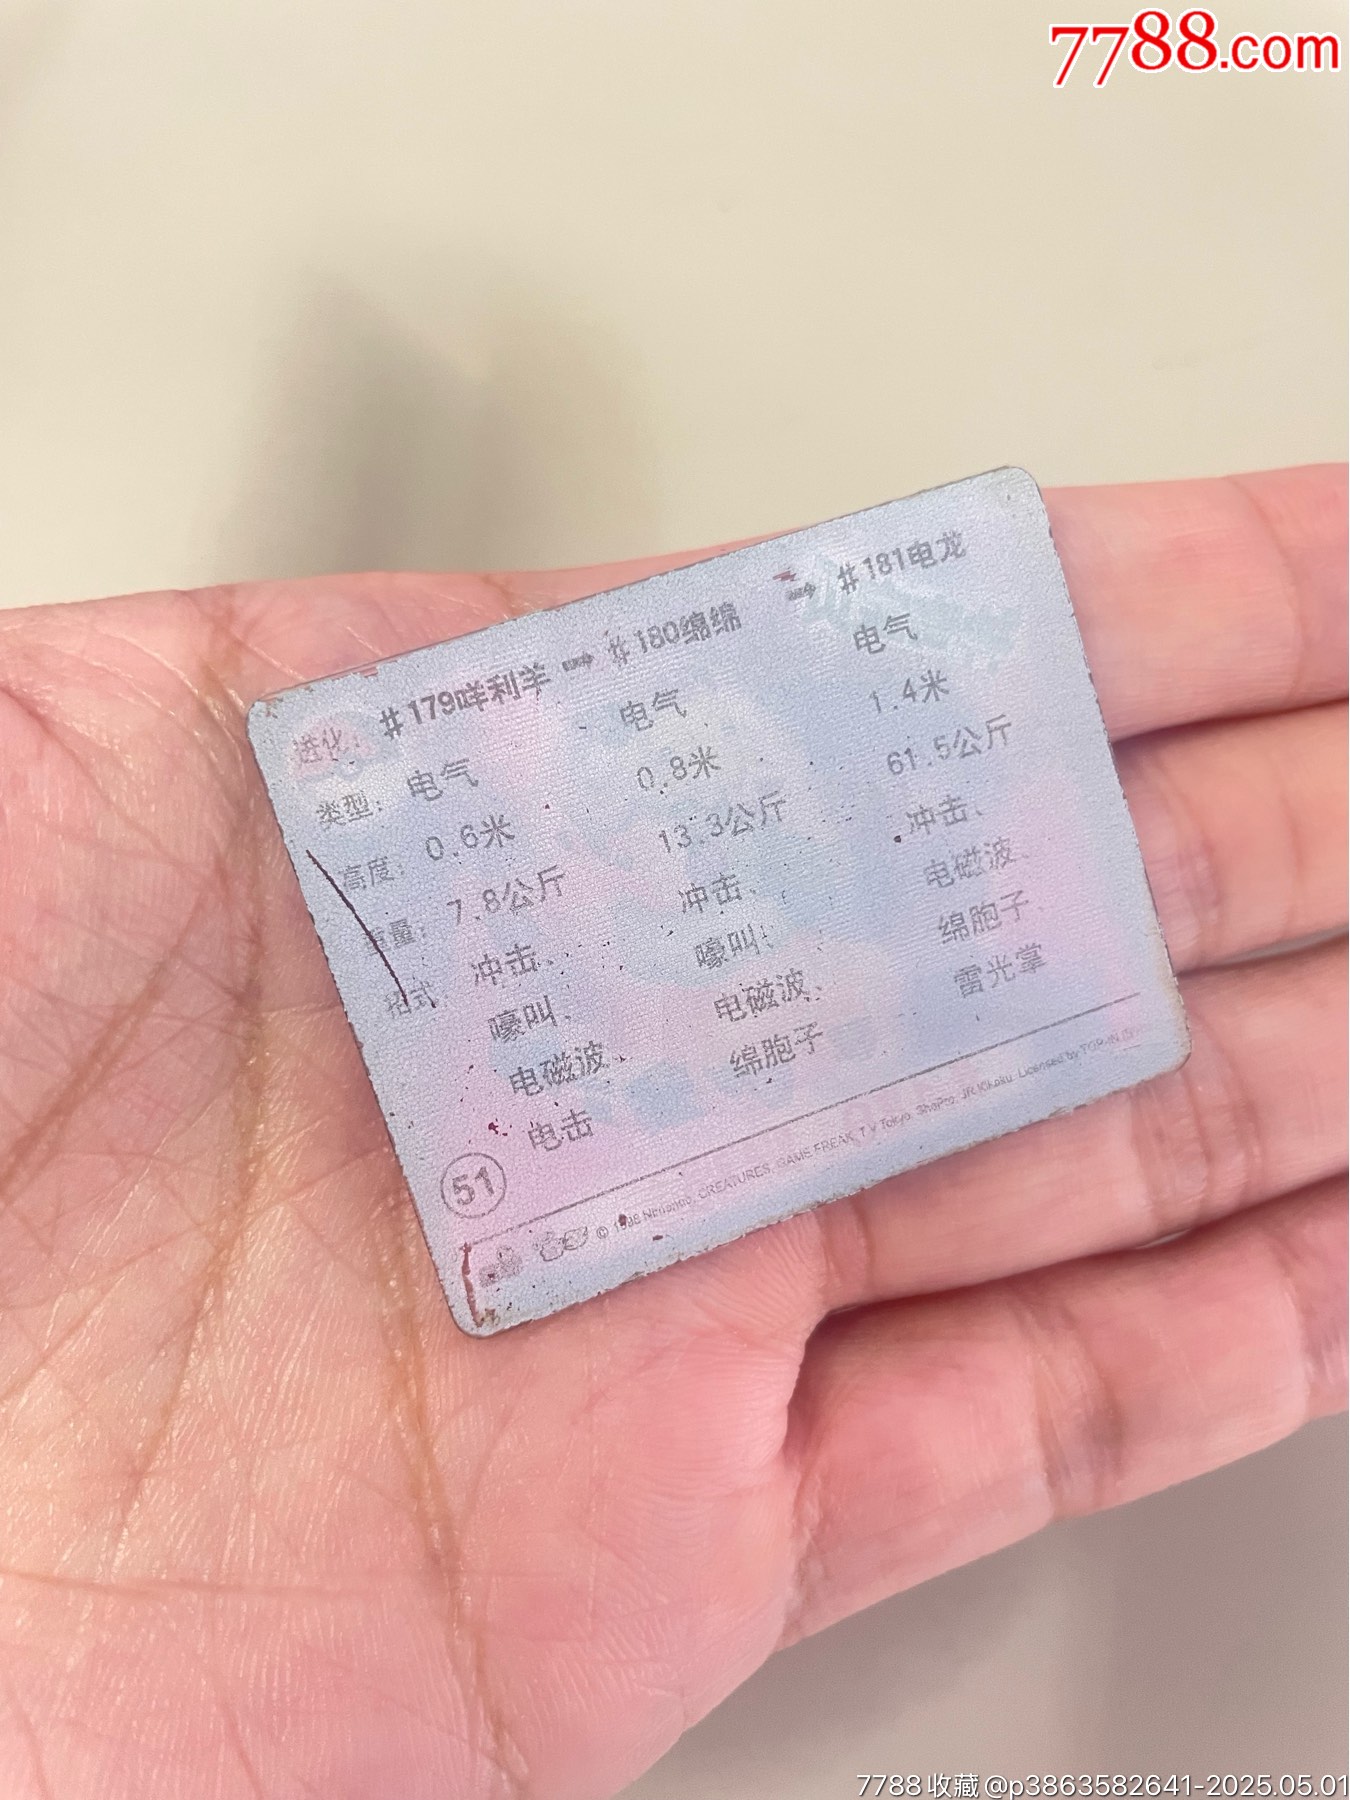 7788.com
进化: #179咩利羊 → #180绵绵 → #181电龙
类型: 电气 电气 电气
高度: 0.6米 0.8米 1.4米
重量: 7.8公斤 13.3公斤 61.5公斤
招式: 冲击、 冲击、 冲击、
嚎叫、 嚎叫、 电磁波、
电磁波、 电磁波、 绵胞子、
电击 绵胞子 雷光掌
51
© 1998 Nintendo, CREATURES, GAME FREAK, TV Tokyo, ShoPro, JR Kikaku. Licensed by
7788收藏@p3863582641-2025.05.01